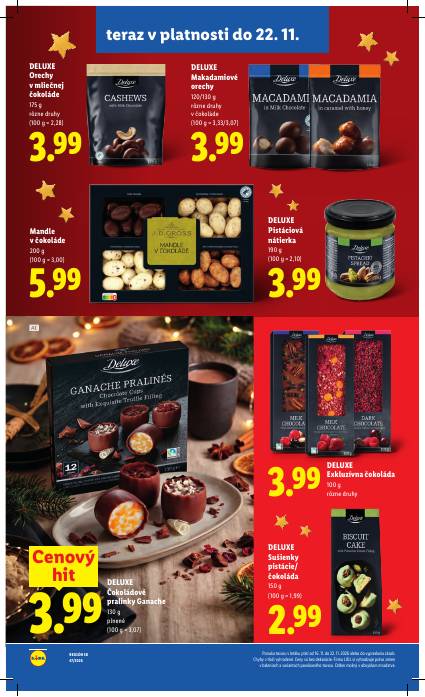 teraz v platnosti do 22. 11.
DELUXE
Orechy
v mliečnej
čokoláde
175 g
rôzne druhy
(100 g = 2,28)
3.99
Deluxe
CASHEWS
with Milk Chocolate
DELUXE
Makadamiové
orechy
120/130 g
rôzne druhy
v čokoláde
(100 g = 3,33/3,07)
3.99
Deluxe
MACADAMI
in Milk Chocolate
Deluxe
MACADAMIA
in caramel with honey
Mandle
v čokoláde
200 g
(100 g = 3,00)
5.99
J.D. GROSS
MANDLE
V ČOKOLÁDE
DELUXE
Pistáciová
nátierka
190 g
(100 g = 2,10)
3.99
Deluxe
PISTACHIO
SPREAD
AI
Deluxe
GANACHE PRALINÉS
Chocolate Cups
with Exquisite Truffle Filling
12
Cenový
hit
3.99
DELUXE
Čokoládové
pralinky Ganache
130 g
plnené
(100 g = 3,07)
MILK
CHOCOLATE
Deluxe
MILK
CHOCOLATE
Deluxe
DARK
CHOCOLATE
3.99
DELUXE
Exkluzívna čokoláda
100 g
rôzne druhy
DELUXE
Sušienky
pistácie/
čokoláda
150 g
(100 g = 1,99)
2.99
BISCUIT
CAKE
LIDL